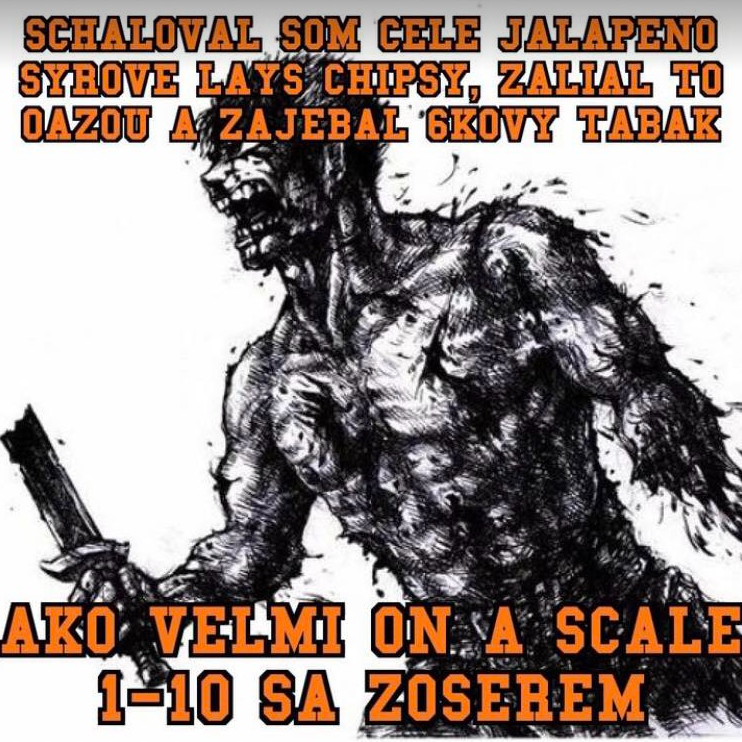 SCHALOVAL SOM CELE JALAPENO
SYROVE LAYS CHIPSY, ZALIAL TO
OAZOU A ZAJEBAL 6KOVY TABAK
AKO VELMI ON A SCALE
1-10 SA ZOSEREM